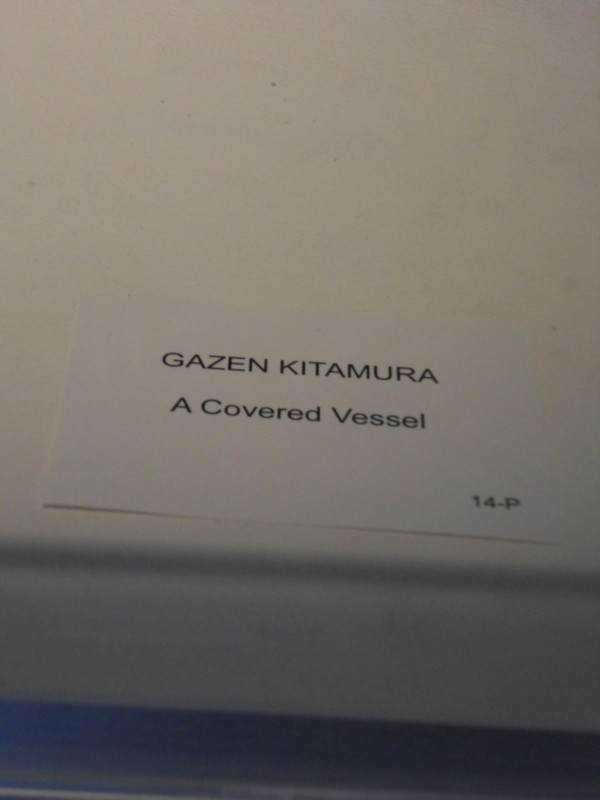 GAZEN KITAMURA
A Covered Vessel
14-P